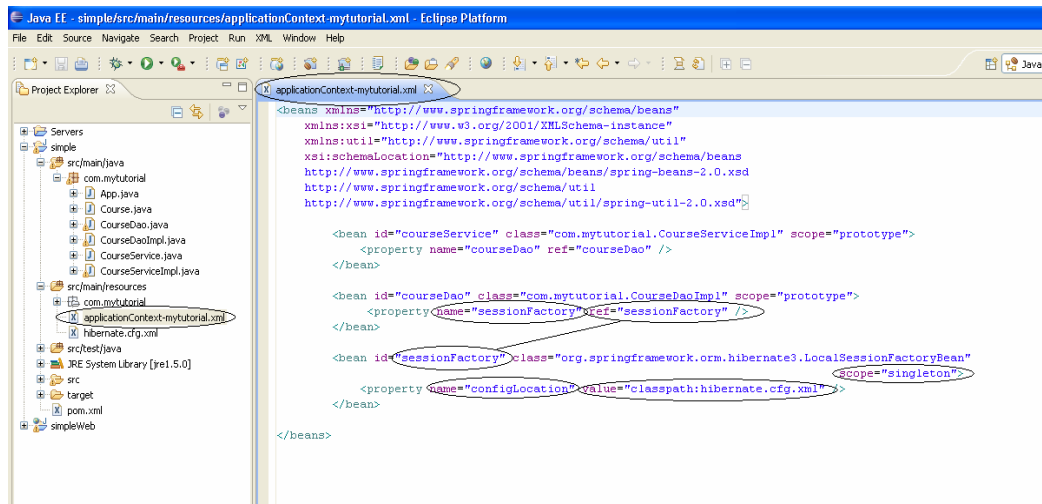 Java EE - simple/src/main/resources/applicationContext-mytutorial.xml - Eclipse Platform
File Edit Source Navigate Search Project Run XML Window Help
Java
Project Explorer
Servers
simple
src/main/java
com.mytutorial
App.java
Course.java
CourseDao.java
CourseDaoImpl.java
CourseService.java
CourseServiceImpl.java
src/main/resources
com.mytutorial
applicationContext-mytutorial.xml
hibernate.cfg.xml
src/test/java
JRE System Library [jre1.5.0]
src
target
pom.xml
simpleWeb
applicationContext-mytutorial.xml
<beans xmlns="http://www.springframework.org/schema/beans"
xmlns:xsi="http://www.w3.org/2001/XMLSchema-instance"
xmlns:util="http://www.springframework.org/schema/util"
xsi:schemaLocation="http://www.springframework.org/schema/beans
http://www.springframework.org/schema/beans/spring-beans-2.0.xsd
http://www.springframework.org/schema/util
http://www.springframework.org/schema/util/spring-util-2.0.xsd">
<bean id="courseService" class="com.mytutorial.CourseServiceImpl" scope="prototype">
<property name="courseDao" ref="courseDao" />
</bean>
<bean id="courseDao" class="com.mytutorial.CourseDaoImpl" scope="prototype">
<property name="sessionFactory" ref="sessionFactory" />
</bean>
<bean id="sessionFactory" class="org.springframework.orm.hibernate3.LocalSessionFactoryBean"
scope="singleton">
<property name="configLocation" value="classpath:hibernate.cfg.xml" />
</bean>
</beans>